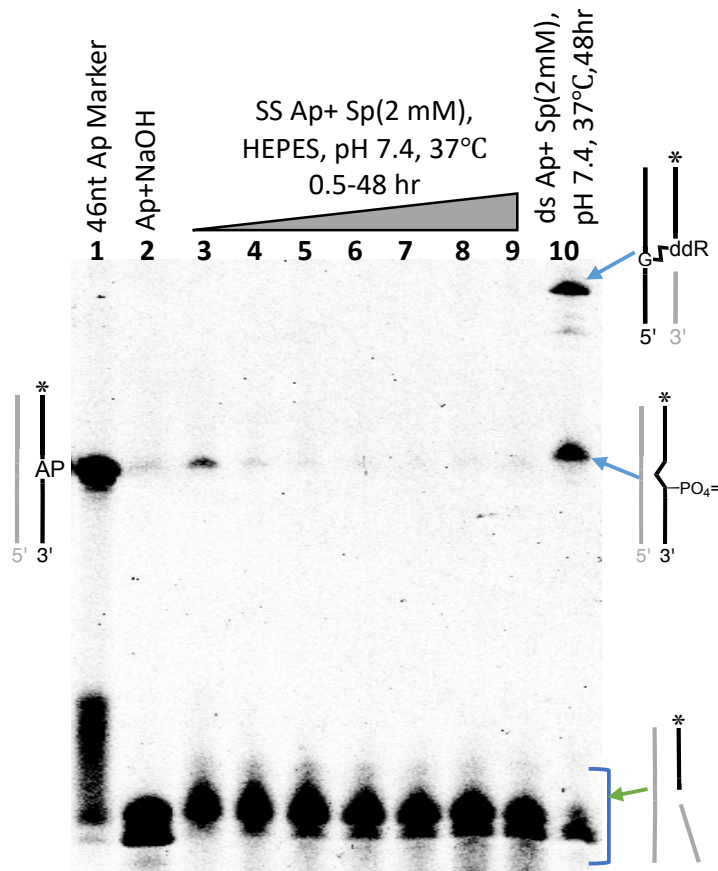 46nt Ap Marker
Ap+NaOH
SS Ap+ Sp(2 mM),
HEPES, pH 7.4, 37℃
0.5-48 hr
ds Ap+ Sp(2mM),
pH 7.4, 37℃,48hr
1 2 3 4 5 6 7 8 9 10
*
G ddR
5' 3'
*
AP
5' 3'
*
PO4=
5' 3'
*